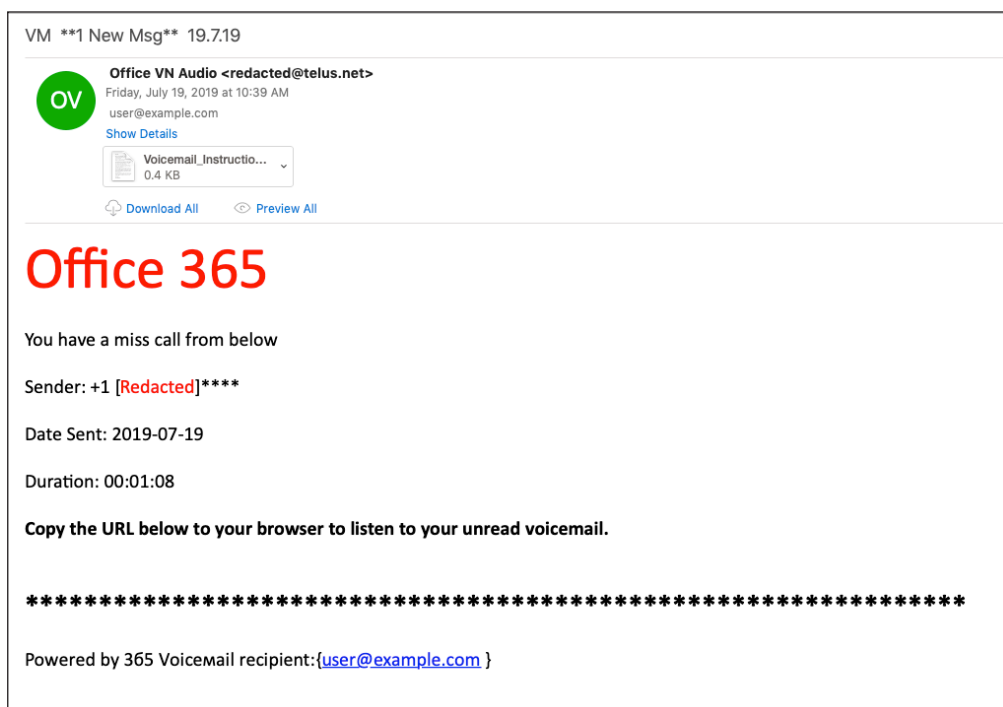 VM **1 New Msg** 19.7.19
OV
Office VN Audio <redacted@telus.net>
Friday, July 19, 2019 at 10:39 AM
user@example.com
Show Details
Voicemail_Instructio...
0.4 KB
Download All Preview All
Office 365
You have a miss call from below
Sender: +1 [Redacted]****
Date Sent: 2019-07-19
Duration: 00:01:08
Copy the URL below to your browser to listen to your unread voicemail.
****************************************************************
Powered by 365 Voiceмail recipient:{user@example.com }